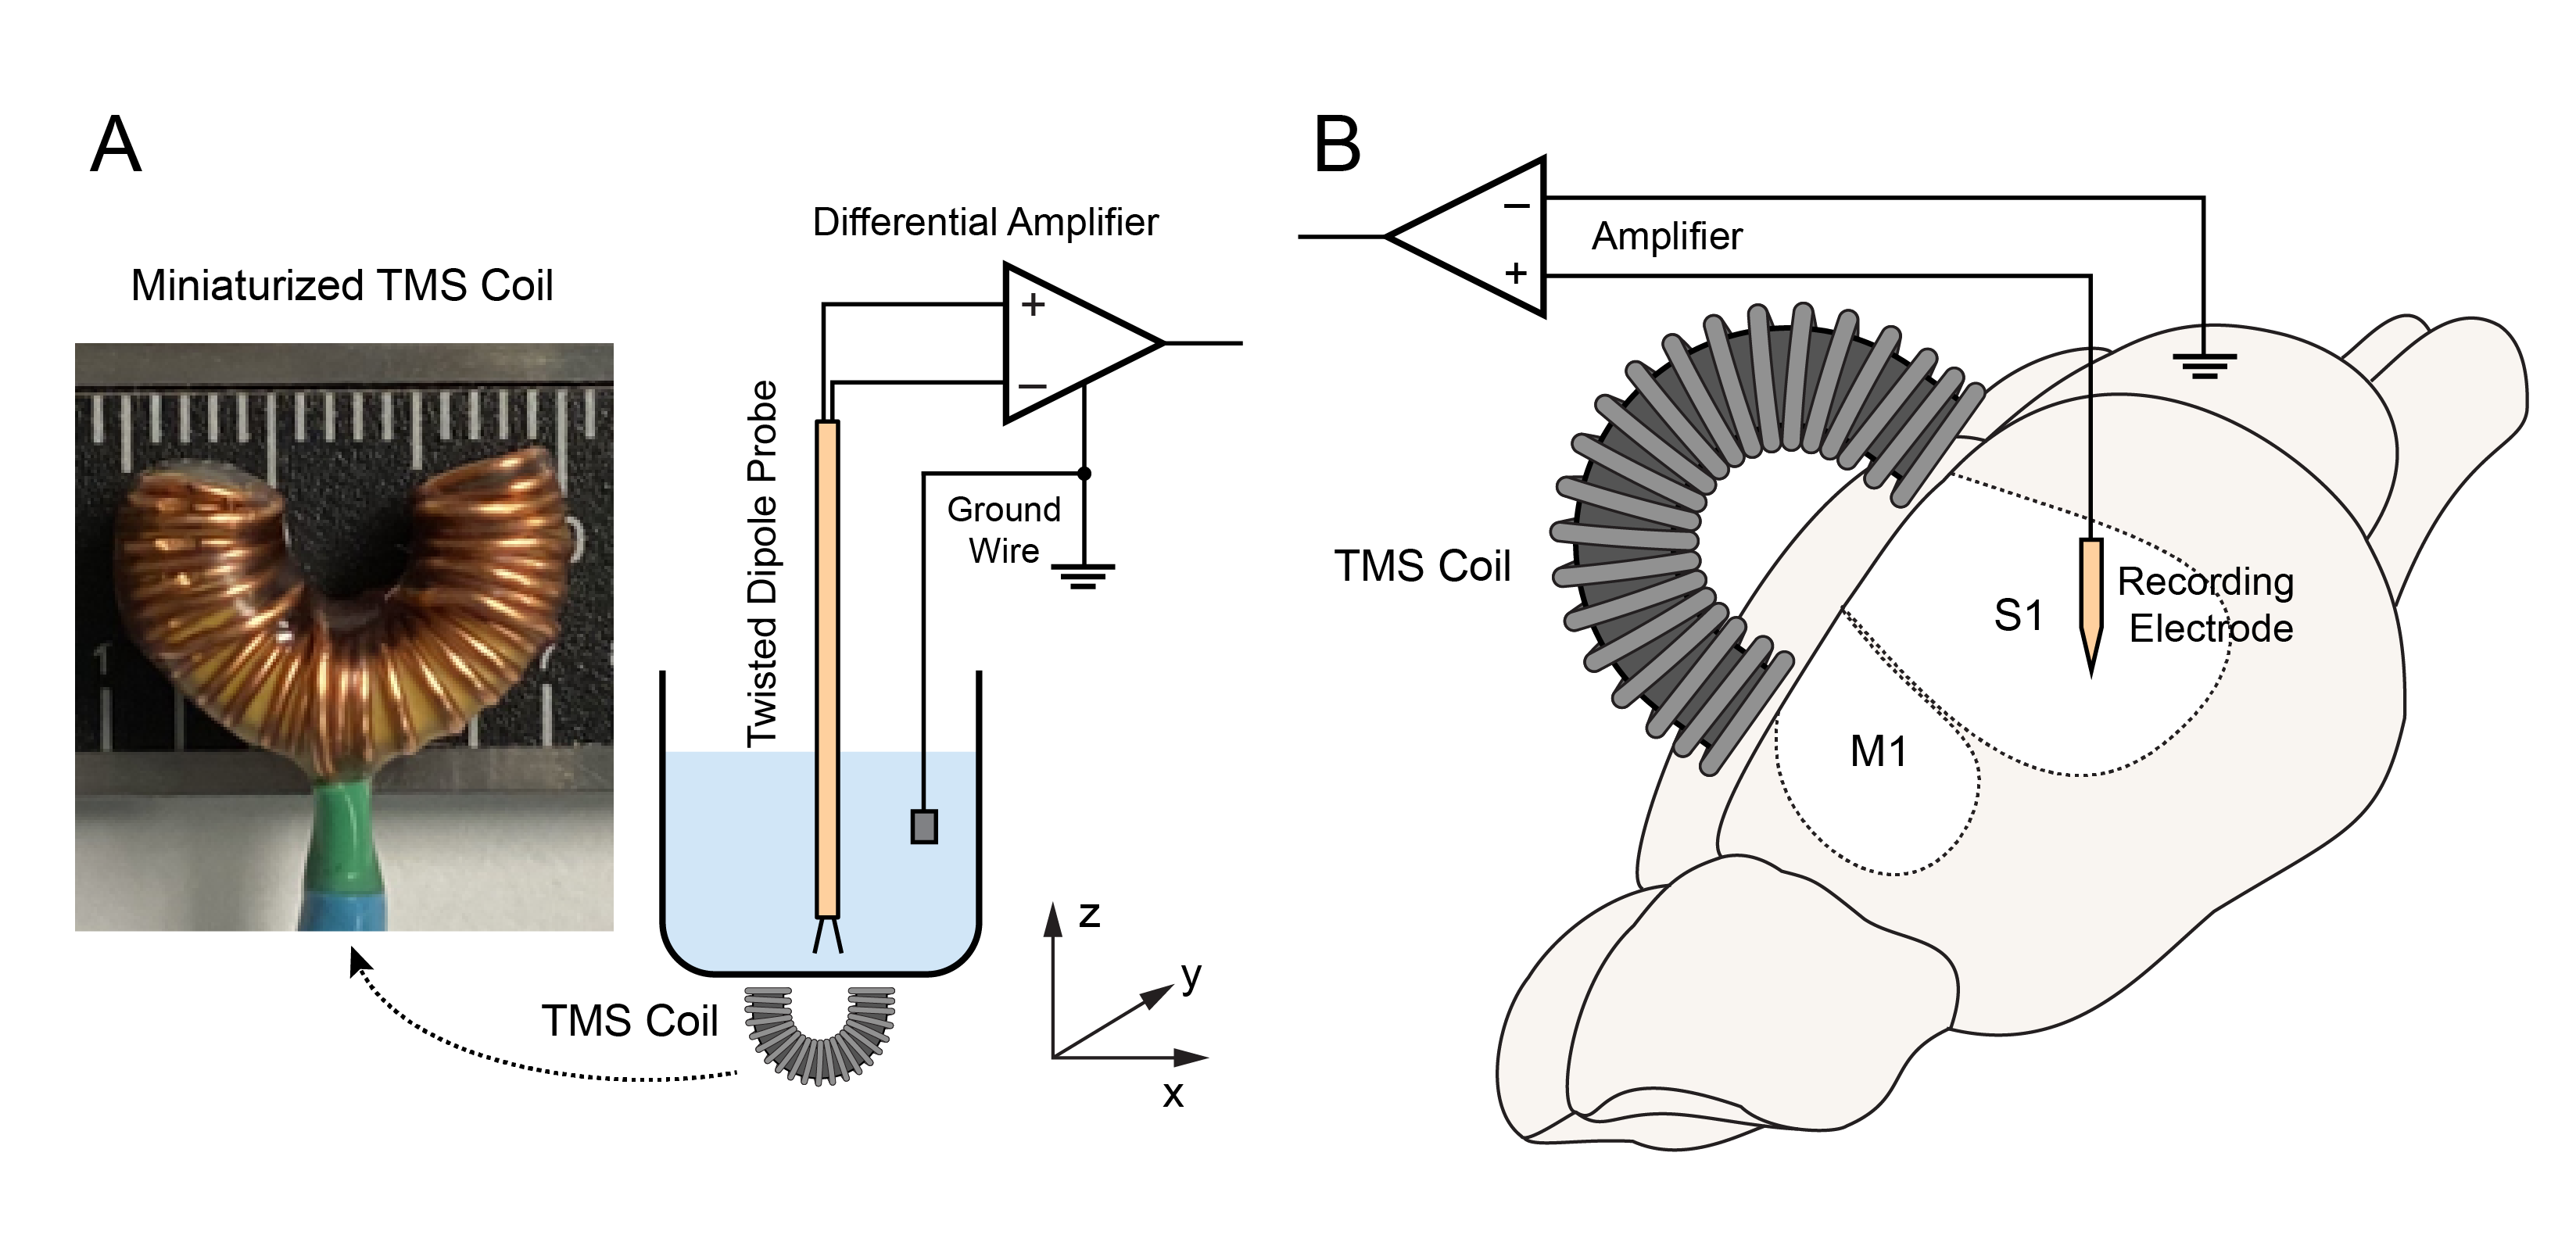 A
B
Differential Amplifier
−
Amplifier
+
Miniaturized TMS Coil
+
−
Twisted Dipole Probe
Ground
Wire
TMS Coil
S1
Recording
Electrode
M1
1
z
y
x
TMS Coil